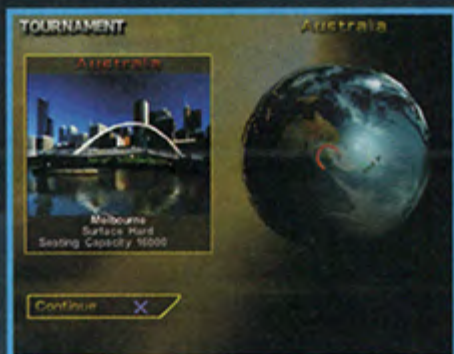 TOURNAMENT
Australia
Australia
Melbourne
Surface Hard
Seating Capacity 16000
Continue X